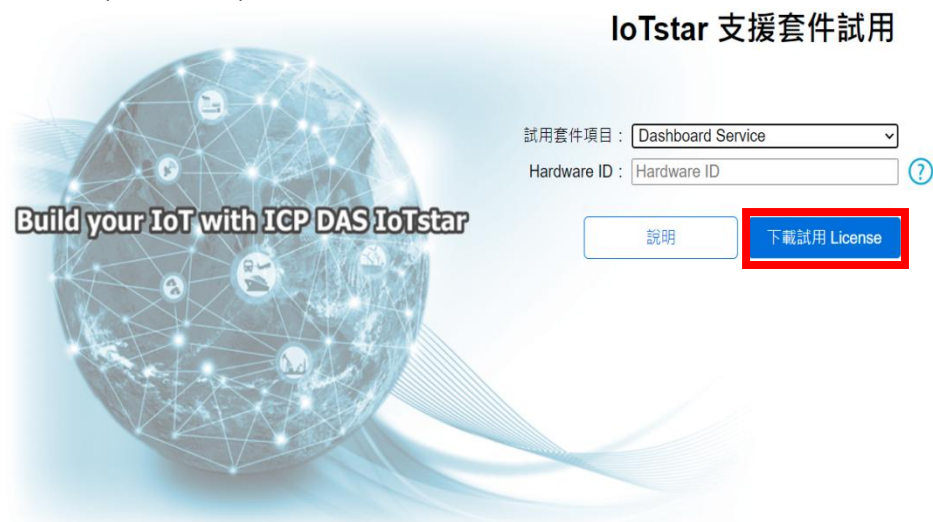 IoTstar 支援套件試用
試用套件項目： Dashboard Service
Hardware ID： Hardware ID ?
Build your IoT with ICP DAS IoTstar
說明 下載試用 License